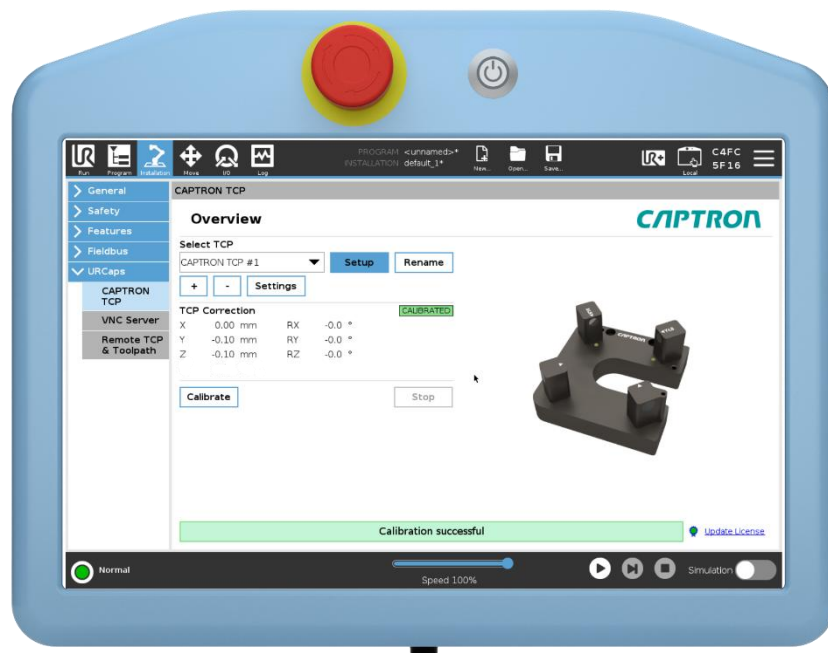 PROGRAM <unnamed>*
INSTALLATION default_1*
Run Program Installation Move I/O Log New... Open... Save... Local
C4FC
5F16
General
Safety
Features
Fieldbus
URCaps
CAPTRON
TCP
VNC Server
Remote TCP
& Toolpath
CAPTRON TCP
Overview
CAPTRON
Select TCP
CAPTRON TCP #1
Setup Rename
+ - Settings
TCP Correction CALIBRATED
X 0.00 mm RX -0.0 °
Y -0.10 mm RY -0.0 °
Z -0.10 mm RZ -0.0 °
Calibrate Stop
CAPTRON
Calibration successful
Update License
Normal
Speed 100%
Simulation